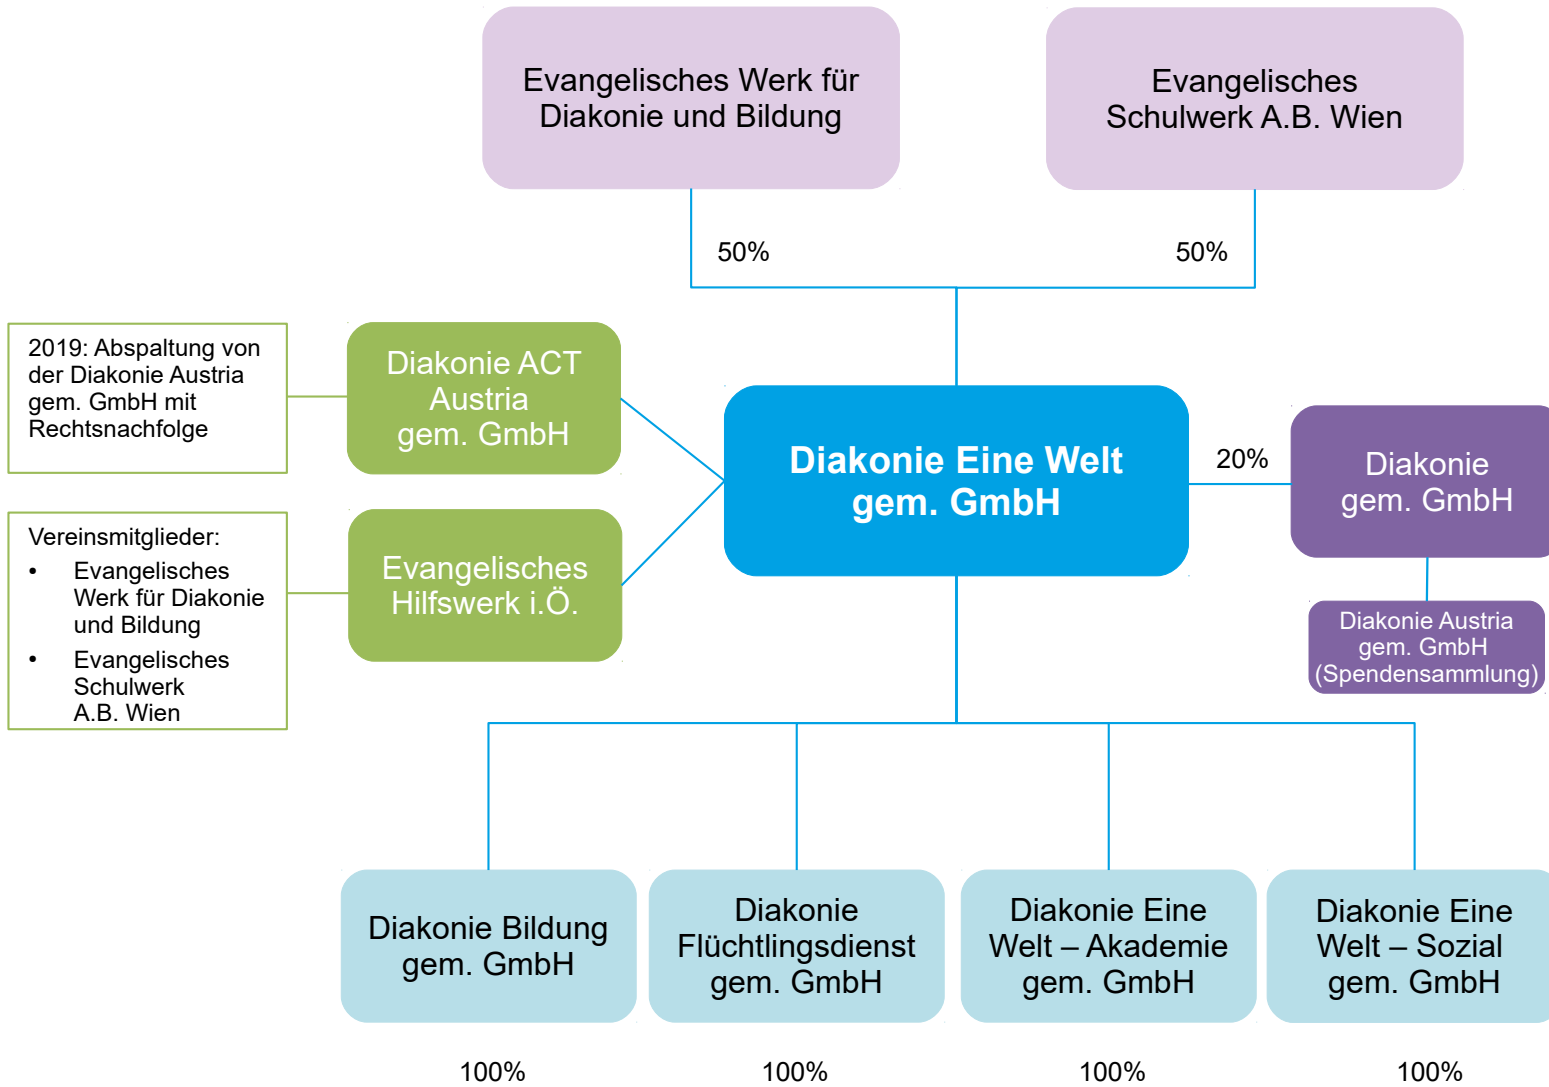 Evangelisches Werk für
Diakonie und Bildung
Evangelisches
Schulwerk A.B. Wien
50%
50%
2019: Abspaltung von
der Diakonie Austria
gem. GmbH mit
Rechtsnachfolge
Diakonie ACT
Austria
gem. GmbH
Diakonie Eine Welt
gem. GmbH
20%
Diakonie
gem. GmbH
Vereinsmitglieder:
• Evangelisches
Werk für Diakonie
und Bildung
• Evangelisches
Schulwerk
A.B. Wien
Evangelisches
Hilfswerk i.Ö.
Diakonie Austria
gem. GmbH
(Spendensammlung)
Diakonie Bildung
gem. GmbH
Diakonie
Flüchtlingsdienst
gem. GmbH
Diakonie Eine
Welt – Akademie
gem. GmbH
Diakonie Eine
Welt – Sozial
gem. GmbH
100%
100%
100%
100%